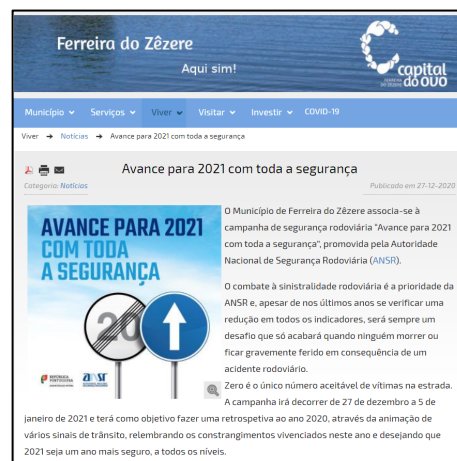 Ferreira do Zêzere
Aqui sim!
capital
FERREIRA
DO ZÊZERE
do ovo
Município Serviços Viver Visitar Investir COVID-19
Viver → Notícias → Avance para 2021 com toda a segurança
Avance para 2021 com toda a segurança
Categoria: Notícias
Publicado em 27-12-2020
AVANCE PARA 2021
COM TODA
A SEGURANÇA
20
REPÚBLICA
PORTUGUESA
ANSR
O Município de Ferreira do Zêzere associa-se à
campanha de segurança rodoviária "Avance para 2021
com toda a segurança", promovida pela Autoridade
Nacional de Segurança Rodoviária (ANSR).
O combate à sinistralidade rodoviária é a prioridade da
ANSR e, apesar de nos últimos anos se verificar uma
redução em todos os indicadores, será sempre um
desafio que só acabará quando ninguém morrer ou
ficar gravemente ferido em consequência de um
acidente rodoviário.
Zero é o único número aceitável de vítimas na estrada.
A campanha irá decorrer de 27 de dezembro a 5 de
janeiro de 2021 e terá como objetivo fazer uma retrospetiva ao ano 2020, através da animação de
vários sinais de trânsito, relembrando os constrangimentos vivenciados neste ano e desejando que
2021 seja um ano mais seguro, a todos os níveis.